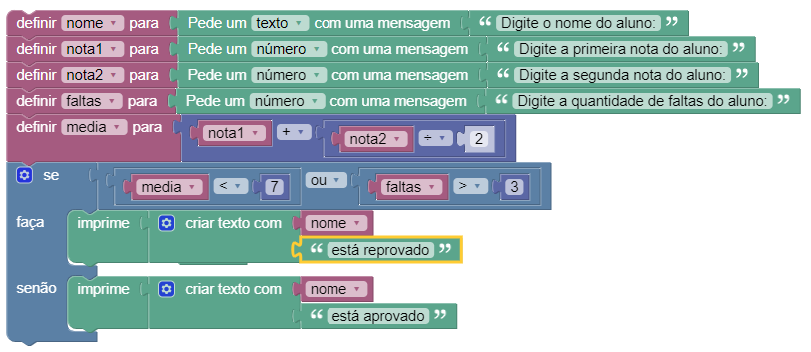 definir nome para Pede um texto com uma mensagem “ Digite o nome do aluno: ”
definir nota1 para Pede um número com uma mensagem “ Digite a primeira nota do aluno: ”
definir nota2 para Pede um número com uma mensagem “ Digite a segunda nota do aluno: ”
definir faltas para Pede um número com uma mensagem “ Digite a quantidade de faltas do aluno: ”
definir media para nota1 + nota2 ÷ 2
se media < 7 ou faltas > 3
faça imprime criar texto com nome
“ está reprovado ”
senão imprime criar texto com nome
“ está aprovado ”